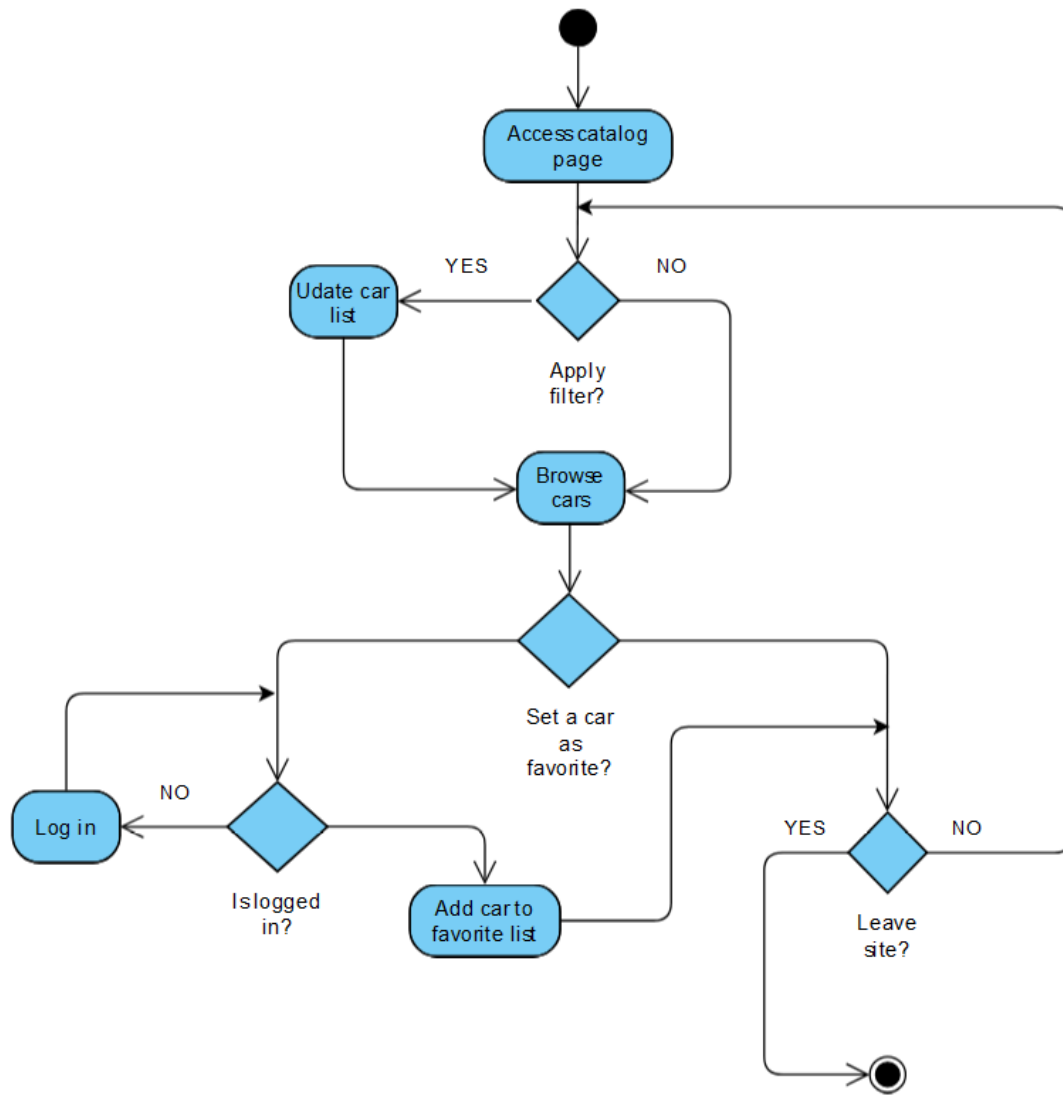 Access catalog
page
YES
NO
Udate car
list
Apply
filter?
Browse
cars
Set a car
as
favorite?
NO
Log in
Is logged
in?
Add car to
favorite list
YES
NO
Leave
site?